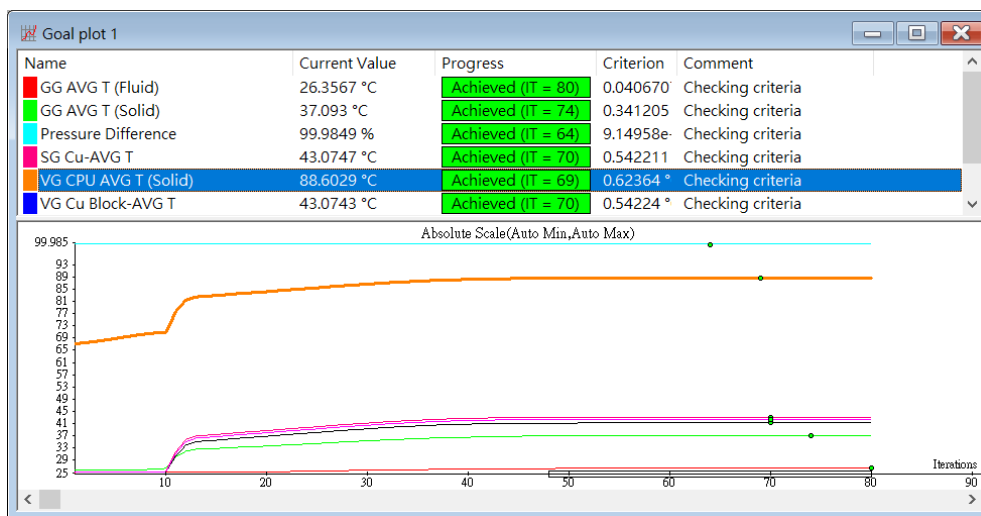 Goal plot 1
Name Current Value Progress Criterion Comment
GG AVG T (Fluid) 26.3567 °C Achieved (IT = 80) 0.040670 Checking criteria
GG AVG T (Solid) 37.093 °C Achieved (IT = 74) 0.341205 Checking criteria
Pressure Difference 99.9849 % Achieved (IT = 64) 9.14958e- Checking criteria
SG Cu-AVG T 43.0747 °C Achieved (IT = 70) 0.542211 Checking criteria
VG CPU AVG T (Solid) 88.6029 °C Achieved (IT = 69) 0.62364 ° Checking criteria
VG Cu Block-AVG T 43.0743 °C Achieved (IT = 70) 0.54224 ° Checking criteria
Absolute Scale(Auto Min,Auto Max)
99.985
93
89
85
81
77
73
69
65
61
57
53
49
45
41
37
33
29
25
Iterations
10 20 30 40 50 60 70 80 90